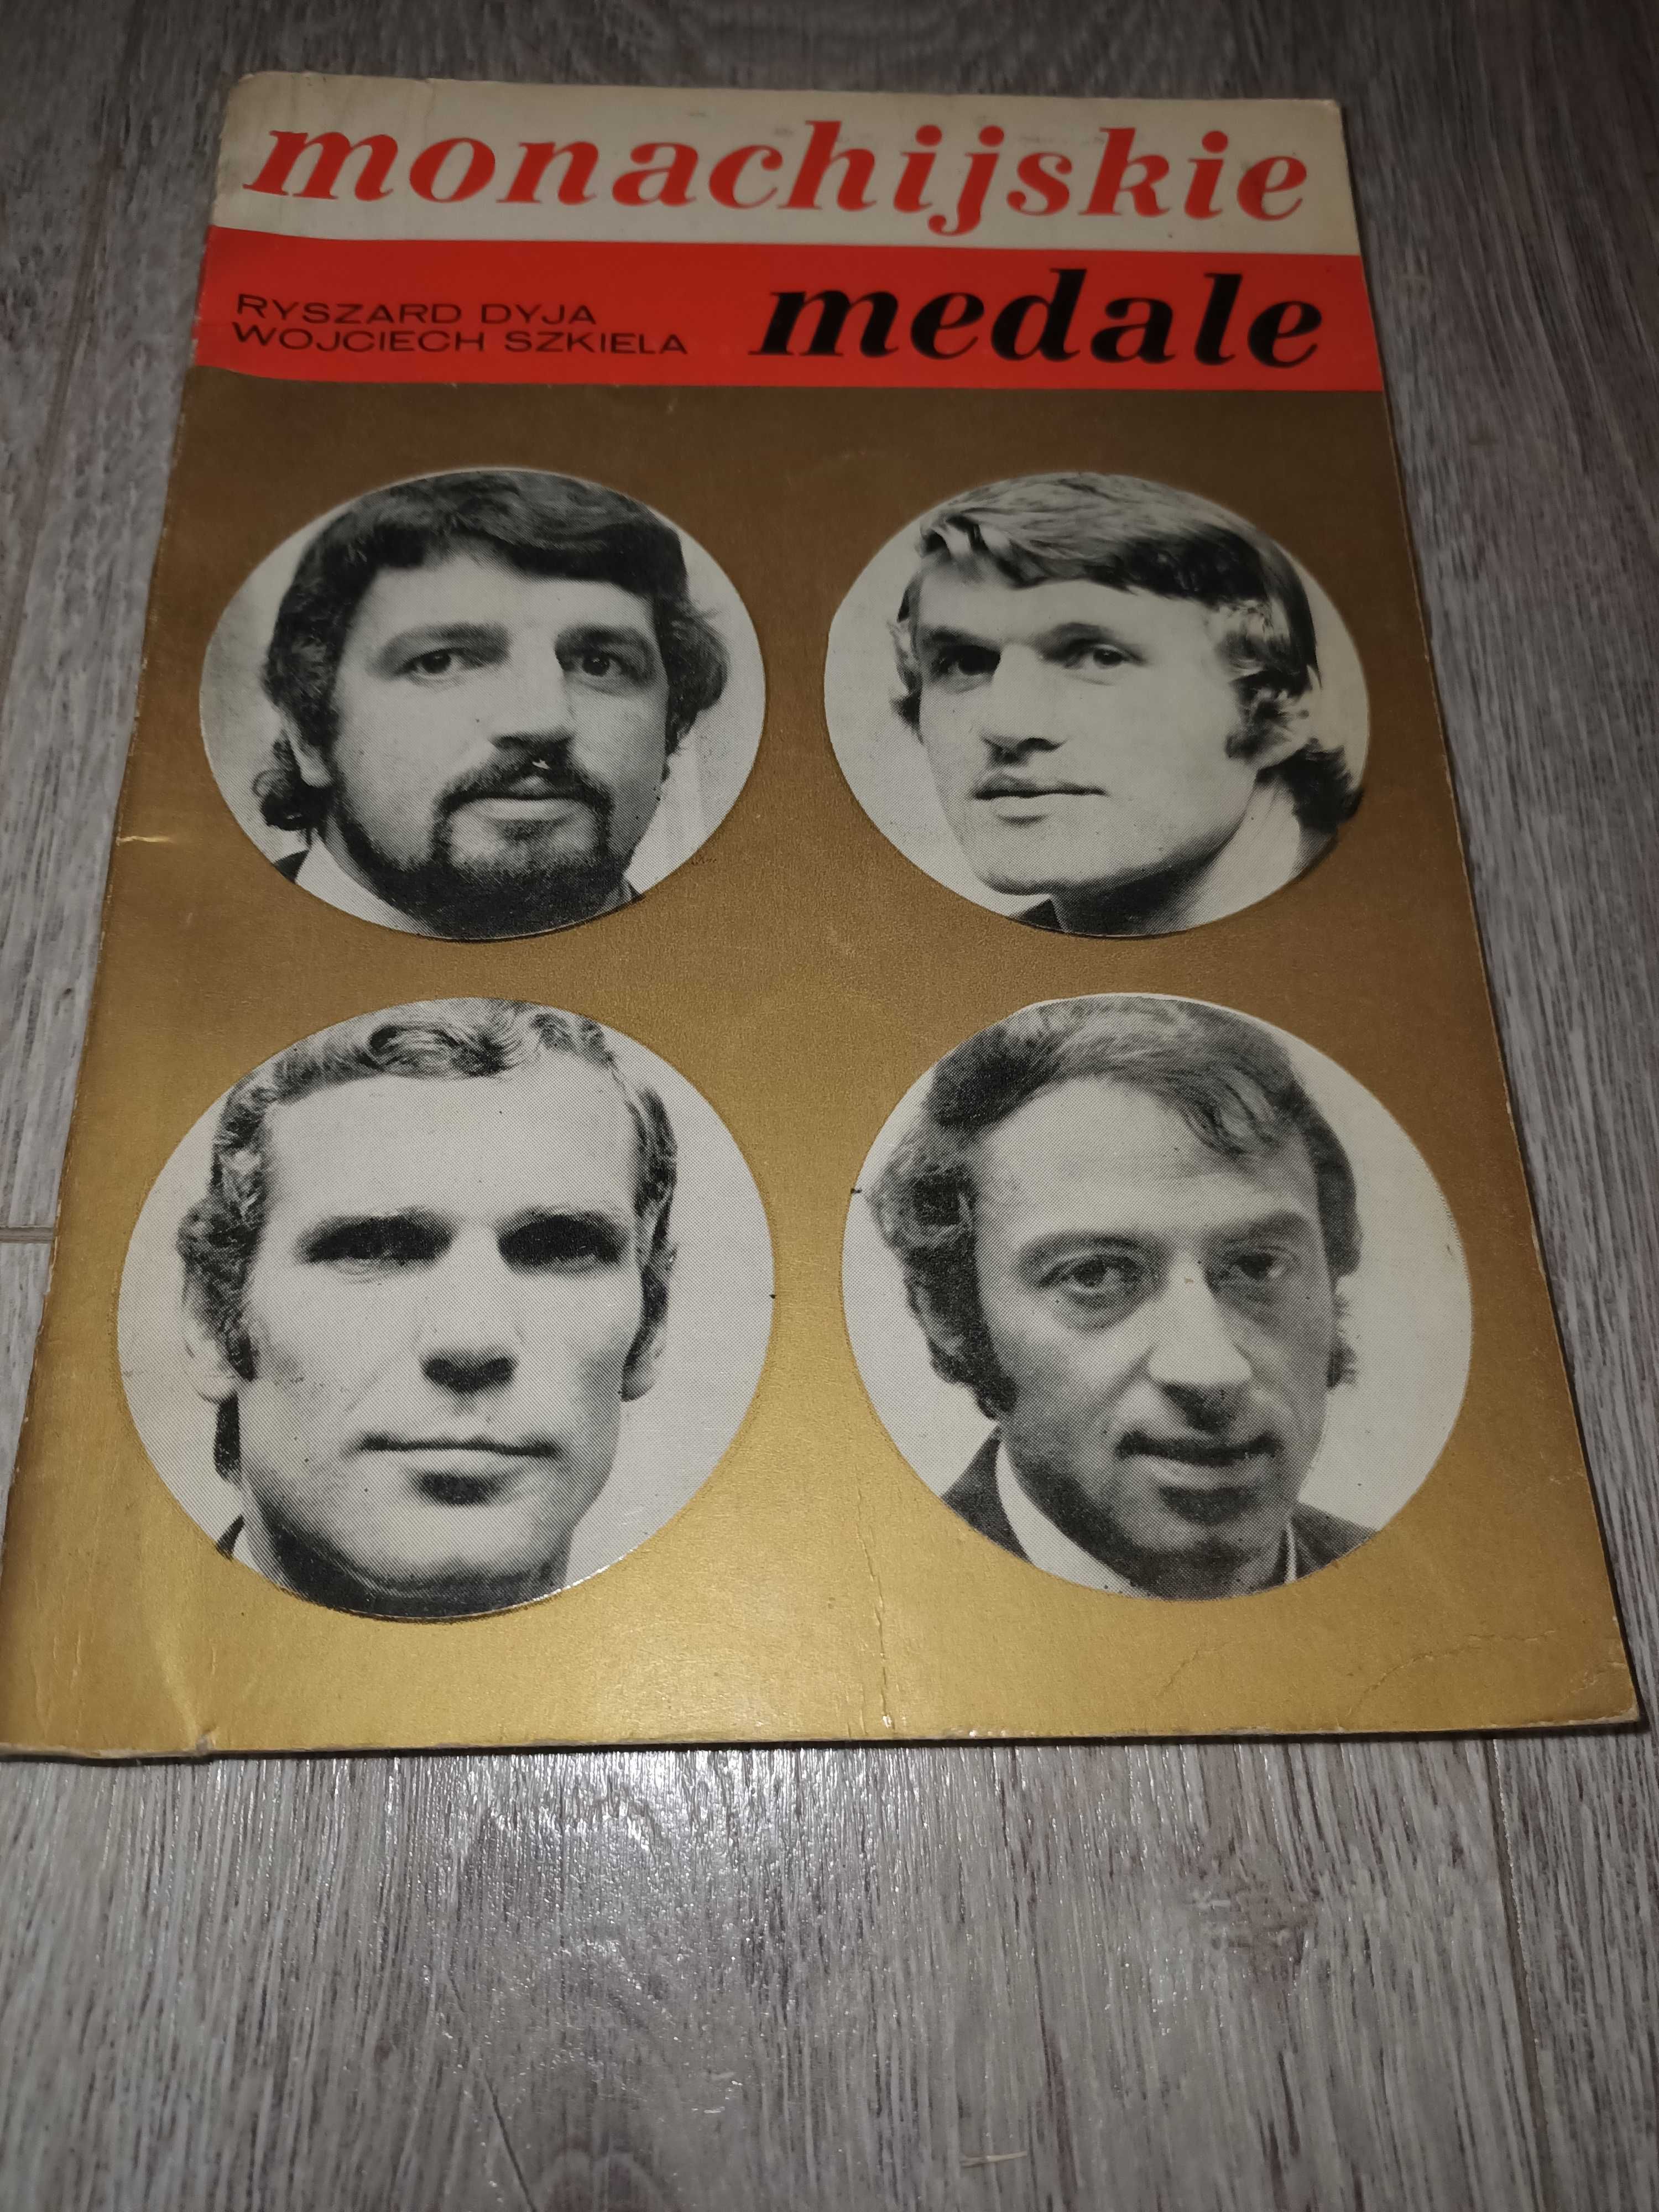 monachijskie
medale
RYSZARD DYJA
WOJCIECH SZKIELA